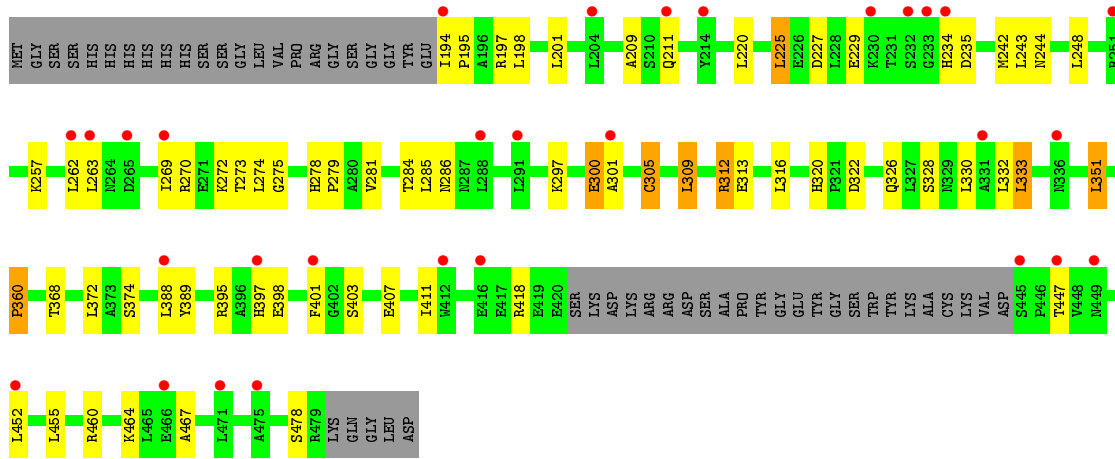 MET GLY SER SER HIS HIS HIS HIS HIS HIS SER SER GLY LEU VAL PRO ARG GLY SER GLY GLY TYR GLU I194 P195 A196 R197 L198 L201 L204 A209 S210 Q211 Y214 L220 L225 E226 D227 L228 E229 K230 T231 S232 G233 H234 D235 M242 L243 N244 L248 R251
K257 L262 L263 N264 D265 I269 R270 E271 K272 T273 L274 G275 H278 P279 A280 V281 T284 L285 N286 N287 L288 L291 K297 E300 A301 C305 L309 R312 E313 L316 H320 P321 D322 Q326 L327 S328 N329 L330 A331 L332 L333 N336 L351
P360 T368 L372 A373 S374 L388 Y389 R395 A396 H397 E398 F401 G402 S403 E407 I411 W412 E416 E417 R418 E419 E420 SER LYS ASP LYS ARG ARG ASP SER ALA PRO TYR GLY GLU TYR GLY SER TRP TYR LYS ALA CYS LYS VAL ASP S445 P446 T447 V448 N449
L452 L455 R460 K464 L465 E466 A467 L471 A475 S478 R479 LYS GLN GLY LEU ASP